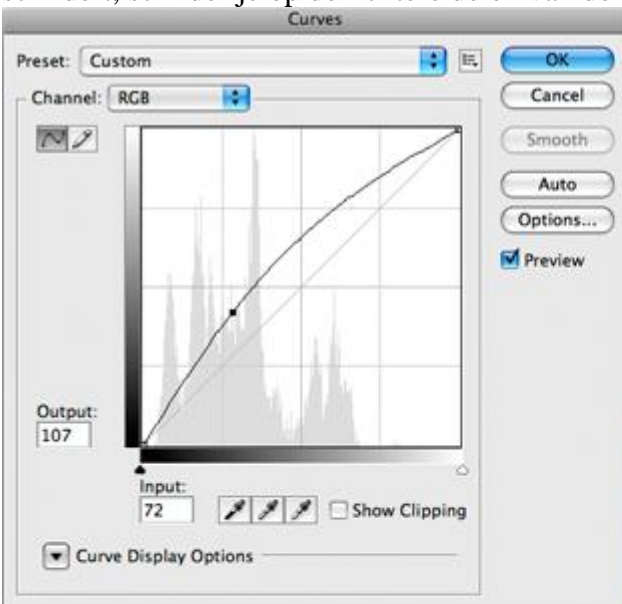 Curves
Preset: Custom
OK
Channel: RGB
Cancel
Smooth
Auto
Options...
Preview
Output:
107
Input:
72
Show Clipping
Curve Display Options